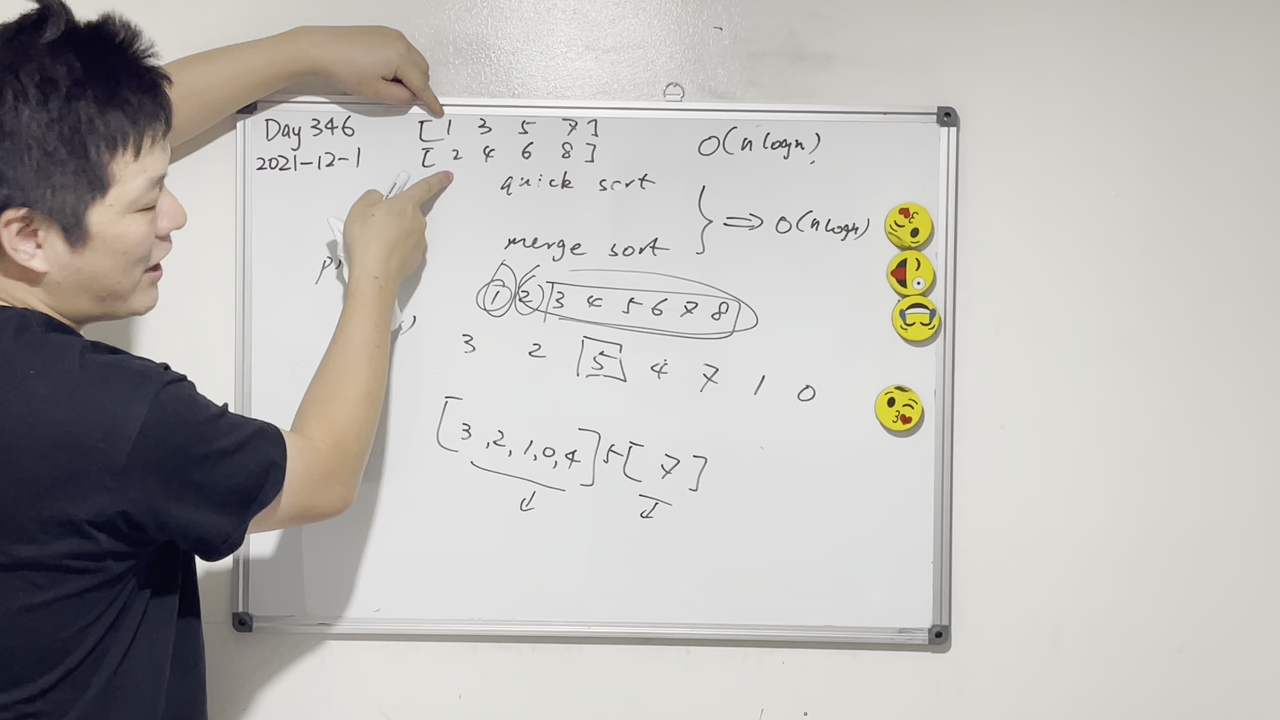 Day 346
2021-12-1
[ 1 3 5 7 ]
[ 2 4 6 8 ]
O(n logn)
quick sort
merge sort
} ⇒ O(n logn)
1 2 3 4 5 6 7 8
3 2 5 4 7 1 0
[3,2,1,0,4] 5 [ 7 ]